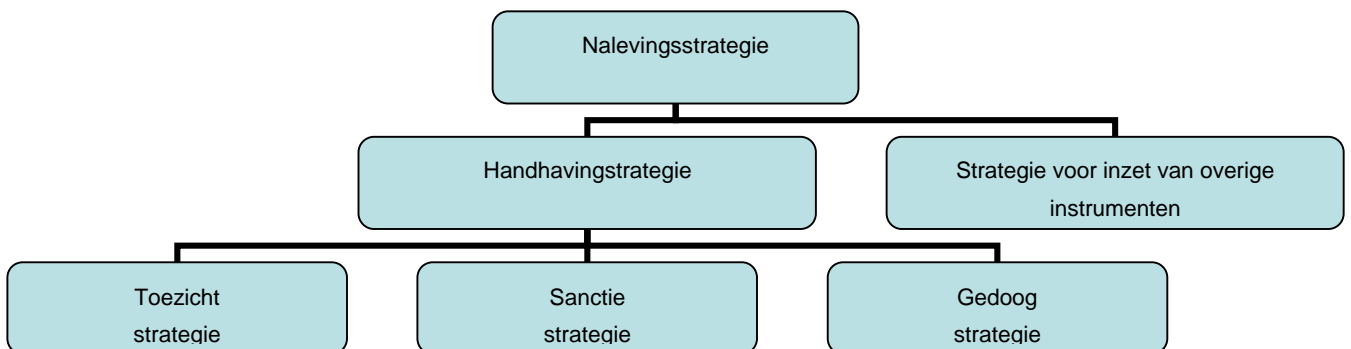 Nalevingsstrategie
Handhavingstrategie
Strategie voor inzet van overige
instrumenten
Toezicht
strategie
Sanctie
strategie
Gedoog
strategie